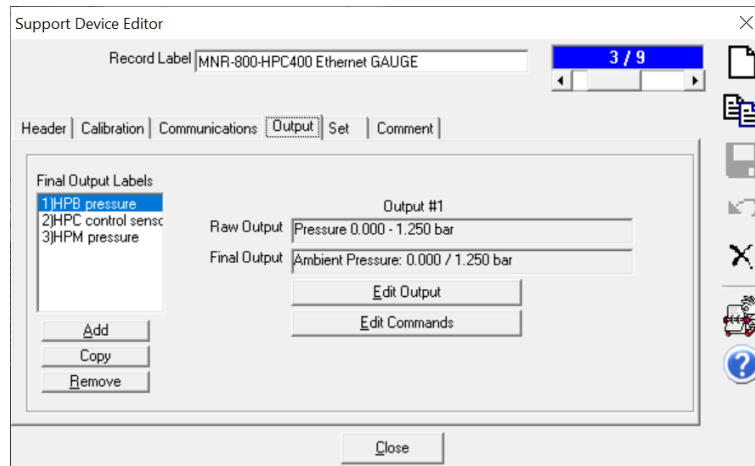 Support Device Editor
Record Label MNR-800-HPC400 Ethernet GAUGE
3 / 9
Header Calibration Communications Output Set Comment
Final Output Labels
1)HPB pressure
2)HPC control sensc
3)HPM pressure
Output #1
Raw Output Pressure 0.000 - 1.250 bar
Final Output Ambient Pressure: 0.000 / 1.250 bar
Edit Output
Edit Commands
Add
Copy
Remove
Close